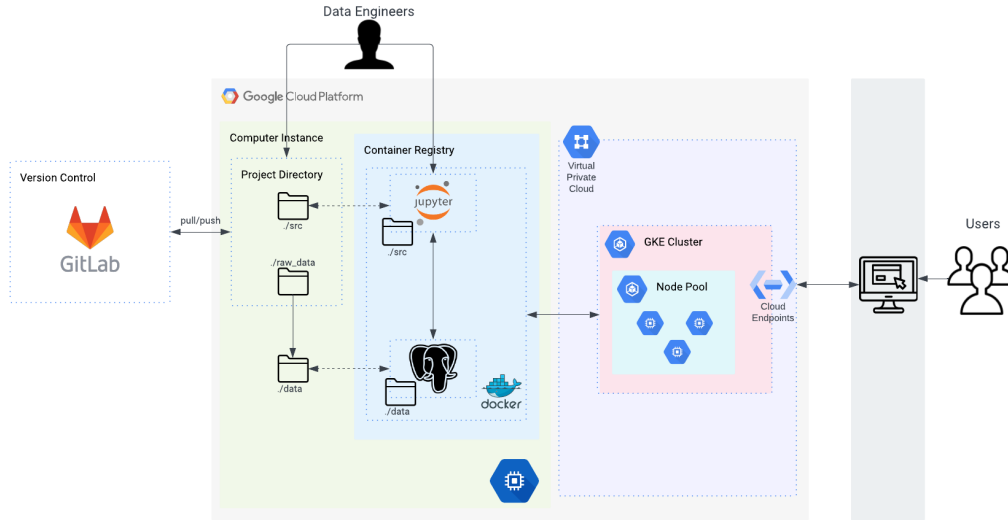 Data Engineers
Google Cloud Platform
Computer Instance
Container Registry
Virtual
Private
Cloud
Version Control
Project Directory
jupyter
./src
pull/push
./src
GitLab
./raw_data
Users
GKE Cluster
Node Pool
Cloud
Endpoints
./data
./data
docker